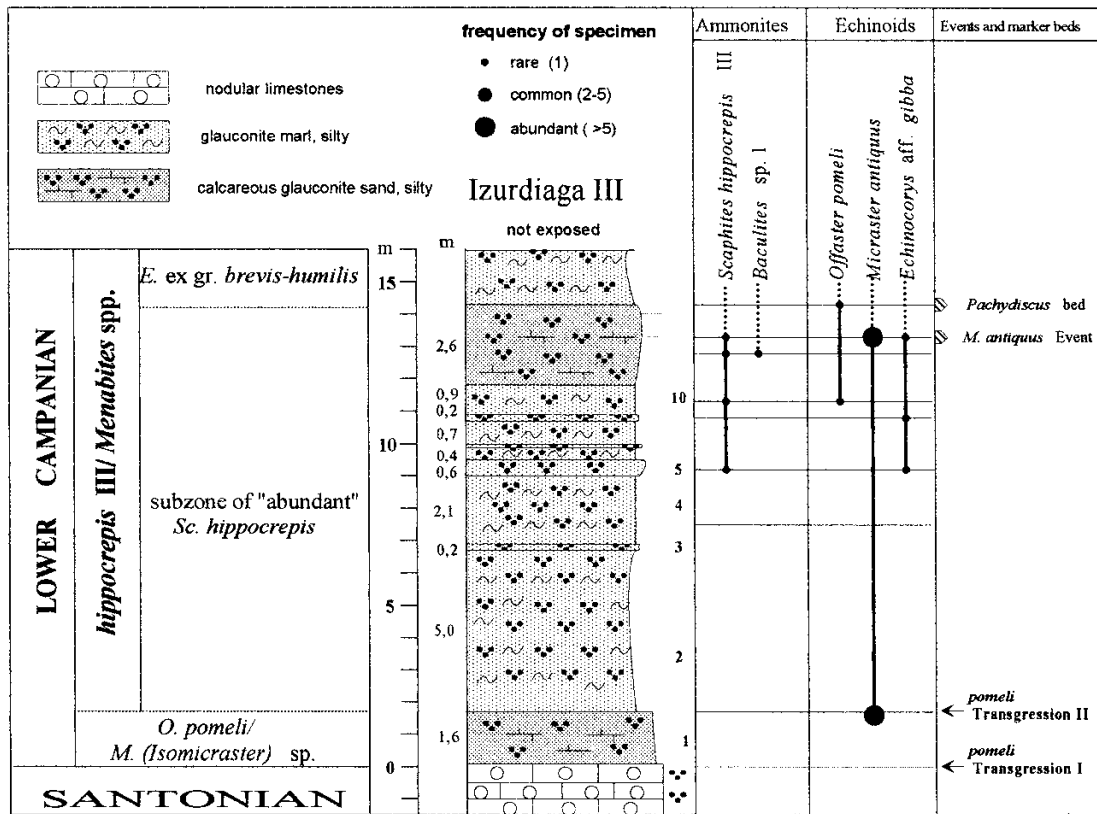 frequency of specimen
rare (1)
common (2-5)
abundant ( >5)
nodular limestones
glauconite marl, silty
calcareous glauconite sand, silty
Izurdiaga III
not exposed
Ammonites
Echinoids
Events and marker beds
Scaphites hippocrepis III
Baculites sp. 1
Offaster pomeli
Micraster antiquus
Echinocorys aff. gibba
m
m
15
10
5
0
2,6
0,9
0,2
0,7
0,4
0,6
2,1
0,2
5,0
1,6
10
5
4
3
2
1
LOWER CAMPANIAN
hippocrepis III/ Menabites spp.
E. ex gr. brevis-humilis
subzone of "abundant"
Sc. hippocrepis
O. pomeli/
M. (Isomicraster) sp.
SANTONIAN
Pachydiscus bed
M. antiquus Event
pomeli
Transgression II
pomeli
Transgression I